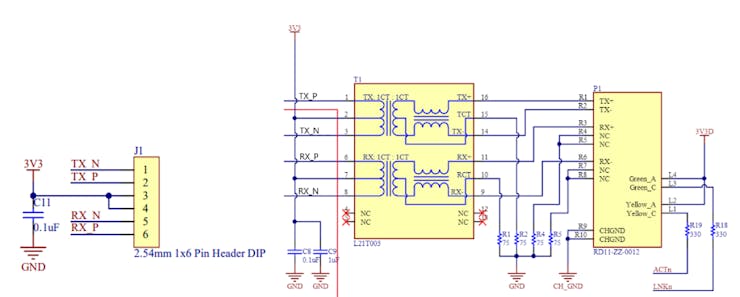 3V3
C11
0.1uF
GND
TX_N
TX_P
RX_N
RX_P
J1
1
2
3
4
5
6
2.54mm 1x6 Pin Header DIP
3V3
TX_P
TX_N
RX_P
RX_N
1
2
3
6
7
8
T1
TX: 1CT : 1CT
TX+
TCT
TX-
RX: 1CT : 1CT
RX+
RCT
RX-
NC
NC
NC
NC
L21T003
16
15
14
11
10
9
C8
0.1uF
GND
C9
1uF
GND
R1
75
R2
75
R4
75
R5
75
GND
P1
R1 TX+
R2 TX-
R3 RX+
R4 NC
R5 NC
R6 RX-
R7 NC
R8 NC
R9 CHGND
R10 CHGND
CH_GND
Green_A L4
Green_C L3
Yellow_A L2
Yellow_C L1
RD11-ZZ-0012
3V3D
R19
330
R18
330
ACTn
LNKn